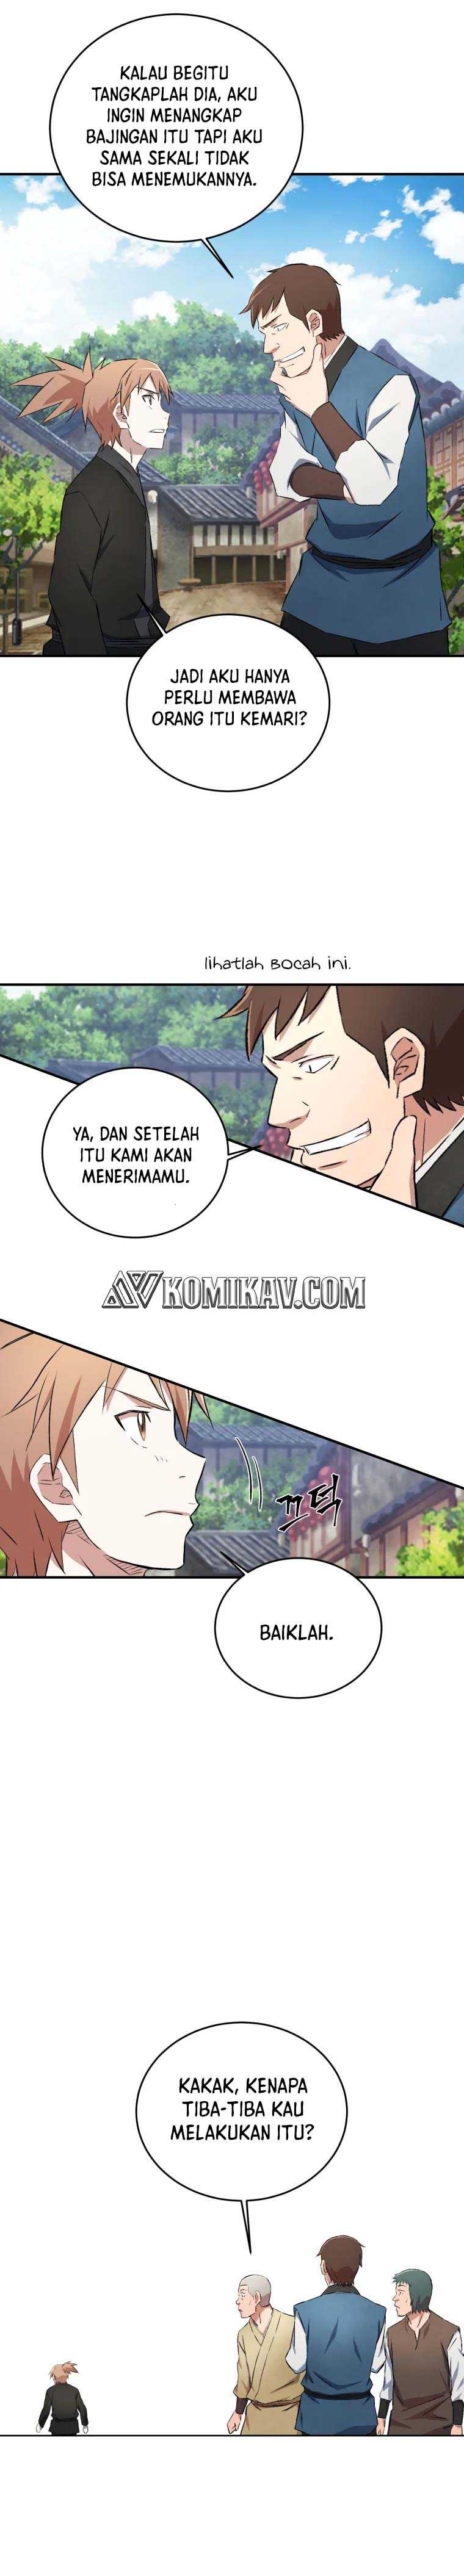 KALAU BEGITU
TANGKAPLAH DIA, AKU
INGIN MENANGKAP
BAJINGAN ITU TAPI AKU
SAMA SEKALI TIDAK
BISA MENEMUKANNYA.
JADI AKU HANYA
PERLU MEMBAWA
ORANG ITU KEMARI?
lihatlah Bocah ini.
YA, DAN SETELAH
ITU KAMI AKAN
MENERIMAMU.
KOMIKAV.COM
끄덕
BAIKLAH.
KAKAK, KENAPA
TIBA-TIBA KAU
MELAKUKAN ITU?